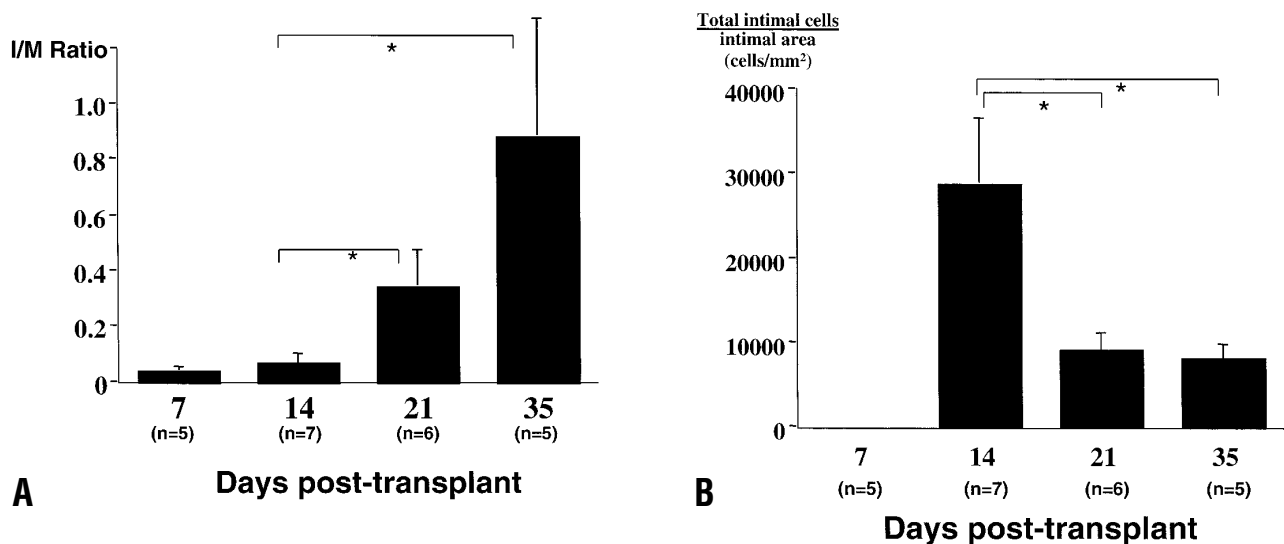 I/M Ratio
1.0
0.8
0.6
0.4
0.2
0
*
*
7
14
21
35
(n=5)
(n=7)
(n=6)
(n=5)
Days post-transplant
A
Total intimal cells
intimal area
(cells/mm²)
40000
30000
20000
10000
0
*
*
7
14
21
35
(n=5)
(n=7)
(n=6)
(n=5)
Days post-transplant
B